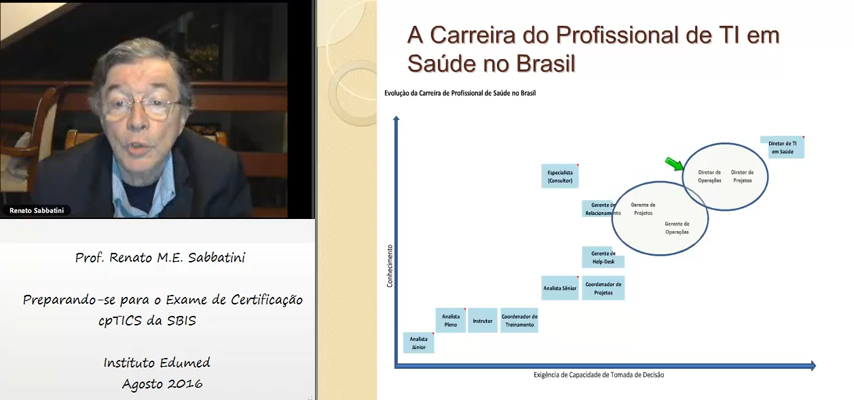 Renato Sabbatini
Prof. Renato M.E. Sabbatini
Preparando-se para o Exame de Certificação
cpTICS da SBIS
Instituto Edumed
Agosto 2016
A Carreira do Profissional de TI em
Saúde no Brasil
Evolução da Carreira de Profissional de Saúde no Brasil
Conhecimento
Diretor de TI
em Saúde
Diretor de
Operações
Diretor de
Projetos
Especialista
(Consultor)
Gerente de
Relacionamento
Gerente de
Projetos
Gerente de
Operações
Gerente de
Help-Desk
Analista Sênior
Coordenador de
Projetos
Analista
Pleno
Instrutor
Coordenador de
Treinamento
Analista
Júnior
Exigência de Capacidade de Tomada de Decisão